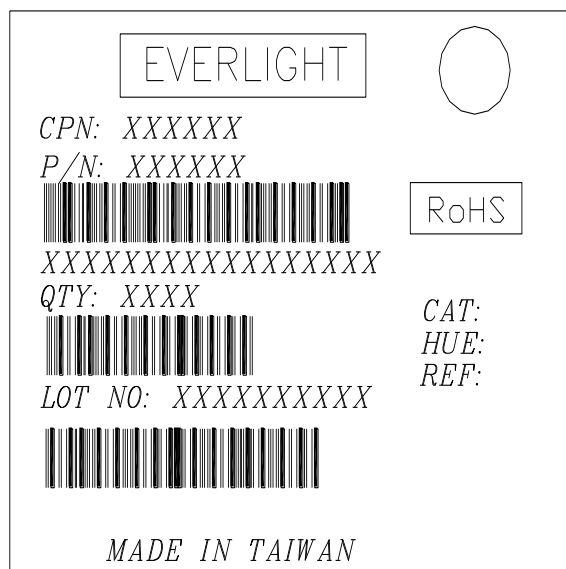 EVERLIGHT
CPN: XXXXXX
P/N: XXXXXX
RoHS
XXXXXXXXXXXXXXXXX
QTY: XXXX
CAT:
HUE:
REF:
LOT NO: XXXXXXXXXX
MADE IN TAIWAN